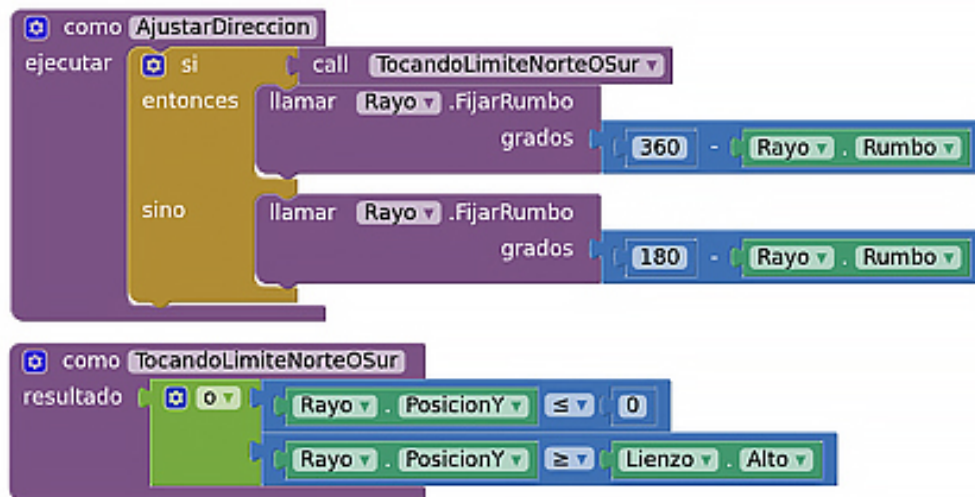 como AjustarDireccion
ejecutar si call TocandoLimiteNorteOSur
entonces llamar Rayo .FijarRumbo
grados 360 - Rayo . Rumbo
sino llamar Rayo .FijarRumbo
grados 180 - Rayo . Rumbo
como TocandoLimiteNorteOSur
resultado o Rayo . PosicionY ≤ 0
Rayo . PosicionY ≥ Lienzo . Alto